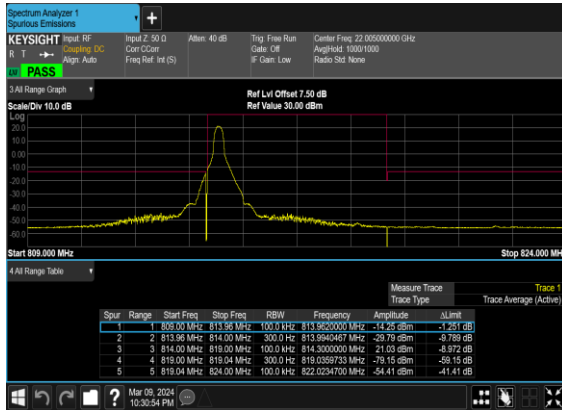 Spectrum Analyzer 1
Spurious Emissions
KEYSIGHT Input: RF Input Z: 50 Ω Atten: 40 dB Trig: Free Run Center Freq: 22.005000000 GHz
R T Coupling: DC Corr CCorr Gate: Off Avg|Hold: 1000/1000
Align: Auto Freq Ref: Int (S) IF Gain: Low Radio Std: None
PASS
3 All Range Graph
Ref Lvl Offset 7.50 dB
Scale/Div 10.0 dB Ref Value 30.00 dBm
Log
20.0
10.0
0.00
-10.0
-20.0
-30.0
-40.0
-50.0
-60.0
Start 809.000 MHz Stop 824.000 MHz
4 All Range Table
Measure Trace Trace 1
Trace Type Trace Average (Active)
Spur Range Start Freq Stop Freq RBW Frequency Amplitude ΔLimit
1 1 809.00 MHz 813.96 MHz 100.0 kHz 813.9620000 MHz -14.25 dBm -1.251 dB
2 2 813.96 MHz 814.00 MHz 300.0 Hz 813.9940467 MHz -29.79 dBm -9.789 dB
3 3 814.00 MHz 819.00 MHz 100.0 kHz 814.3000000 MHz 21.03 dBm -8.972 dB
4 4 819.00 MHz 819.04 MHz 300.0 Hz 819.0359733 MHz -79.15 dBm -59.15 dB
5 5 819.04 MHz 824.00 MHz 100.0 kHz 822.0234700 MHz -54.41 dBm -41.41 dB
Mar 09, 2024
10:30:54 PM